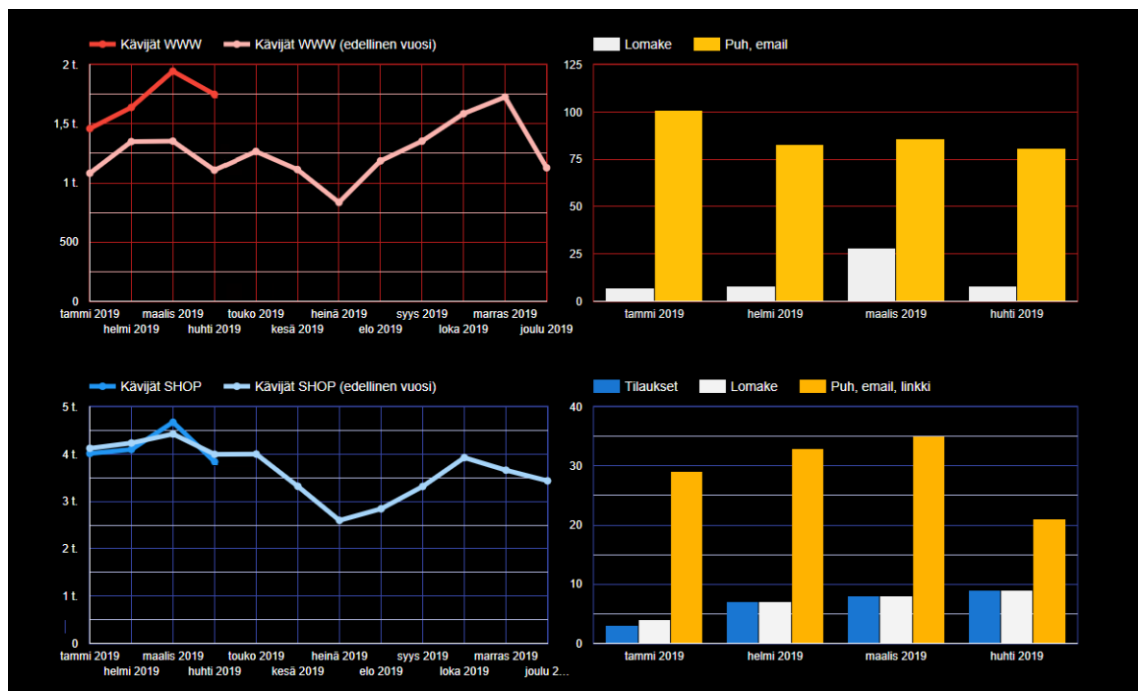 Kävijät WWW Kävijät WWW (edellinen vuosi)
2 t.
1,5 t.
1 t.
500
0
tammi 2019 maalis 2019 touko 2019 heinä 2019 syys 2019 marras 2019
helmi 2019 huhti 2019 kesä 2019 elo 2019 loka 2019 joulu 2019
Lomake Puh, email
125
100
75
50
25
0
tammi 2019 helmi 2019 maalis 2019 huhti 2019
Kävijät SHOP Kävijät SHOP (edellinen vuosi)
5 t.
4 t.
3 t.
2 t.
1 t.
0
tammi 2019 maalis 2019 touko 2019 heinä 2019 syys 2019 marras 2019
helmi 2019 huhti 2019 kesä 2019 elo 2019 loka 2019 joulu 2...
Tilaukset Lomake Puh, email, linkki
40
30
20
10
0
tammi 2019 helmi 2019 maalis 2019 huhti 2019